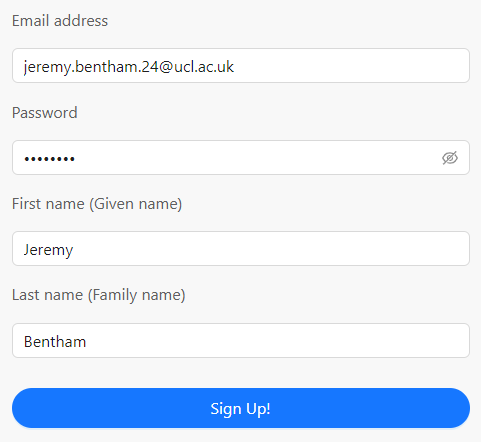 Email address
jeremy.bentham.24@ucl.ac.uk
Password
••••••••
First name (Given name)
Jeremy
Last name (Family name)
Bentham
Sign Up!